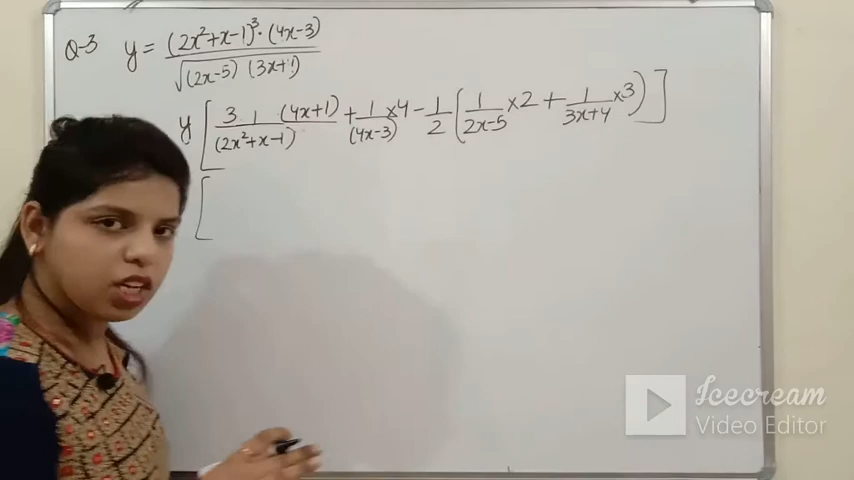 Q-3 y = (2x²+x-1)³·(4x-3) / √(2x-5) (3x+1)
y [ 3 1 (4x+1) / (2x²+x-1) + 1/(4x-3) x4 - 1/2 ( 1/2x-5 x2 + 1/3x+4 x3 ) ]
[
Icecream
Video Editor